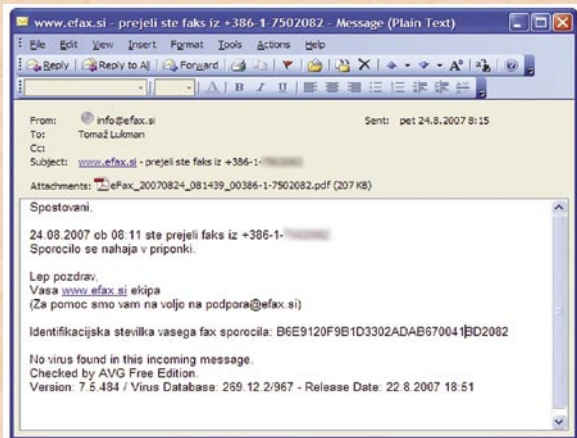 www.efax.si - prejeli ste faks iz +386-1-7502082 - Message (Plain Text)
File Edit View Insert Format Tools Actions Help
Reply Reply to All Forward
A B I U
From: info@efax.si Sent: pet 24.8.2007 8:15
To: Tomaž Lukman
Cc:
Subject: www.efax.si - prejeli ste faks iz +386-1-
Attachments: eFax_20070824_081439_00386-1-7502082.pdf (207 KB)
Spostovani,
24.08.2007 ob 08:11 ste prejeli faks iz +386-1-
Sporocilo se nahaja v priponki.
Lep pozdrav,
Vasa www.efax.si ekipa
(Za pomoc smo vam na voljo na podpora@efax.si)
Identifikacijska stevilka vasega fax sporocila: B6E9120F9B1D3302ADAB670041BD2082
No virus found in this incoming message.
Checked by AVG Free Edition.
Version: 7.5.484 / Virus Database: 269.12.2/967 - Release Date: 22.8.2007 18:51